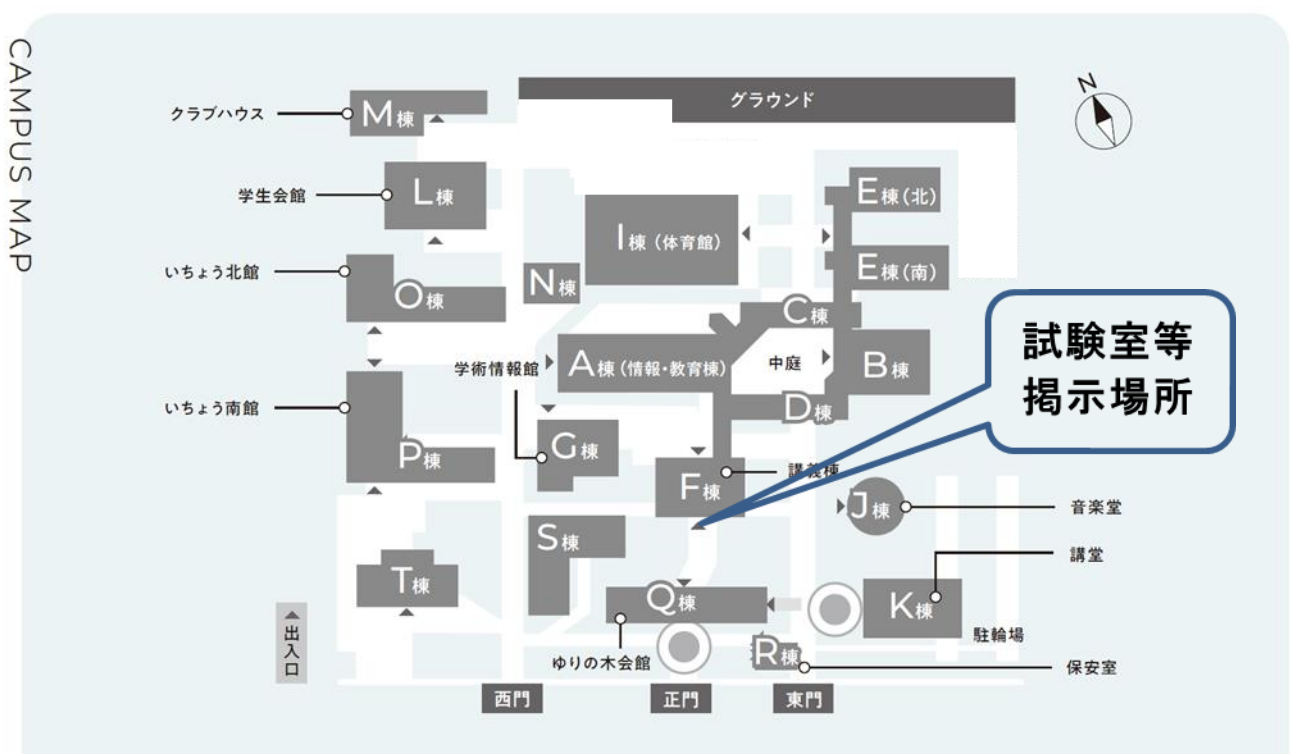 CAMPUS MAP
グラウンド
N
クラブハウス
M棟
学生会館
L棟
E棟(北)
I棟(体育館)
E棟(南)
いちょう北館
O棟
N棟
C棟
試験室等
掲示場所
学術情報館
A棟(情報・教育棟)
中庭
B棟
いちょう南館
D棟
P棟
G棟
講義棟
F棟
J棟
音楽堂
S棟
講堂
T棟
Q棟
K棟
駐輪場
出入口
ゆりの木会館
R棟
保安室
西門
正門
東門